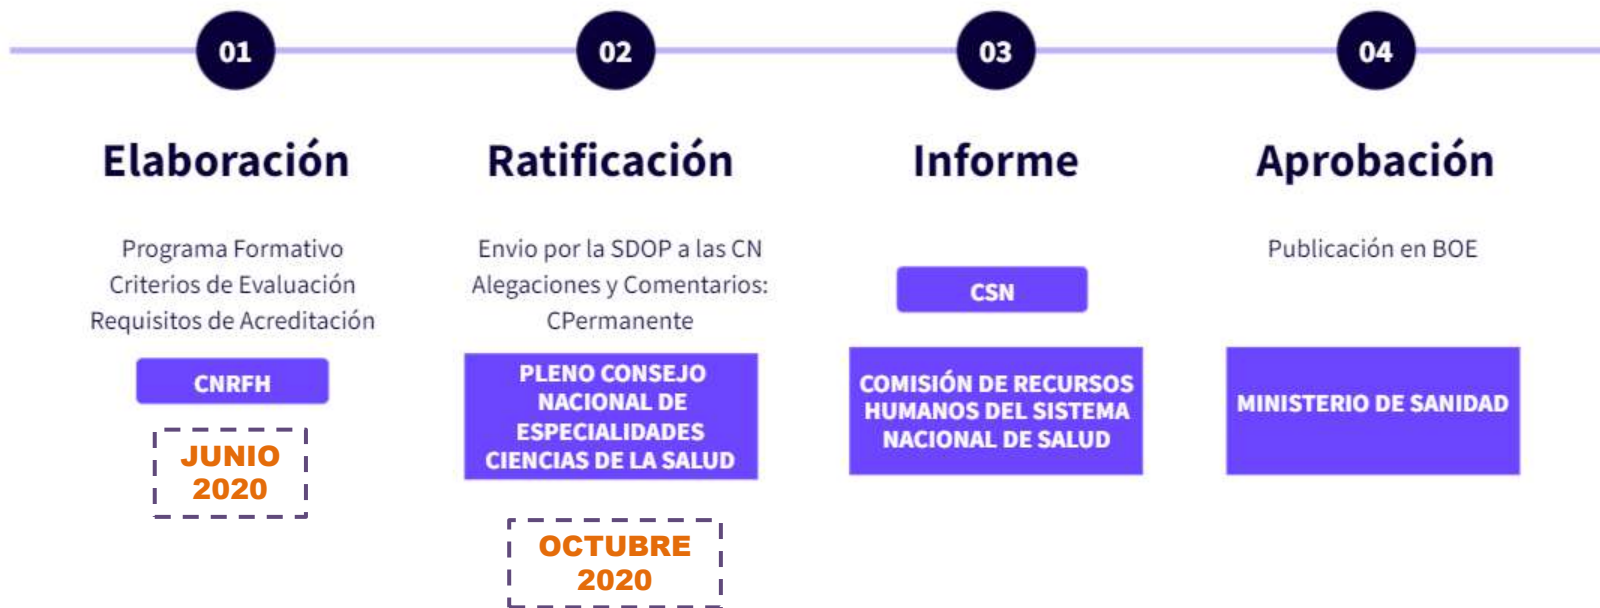 01
02
03
04
Elaboración
Programa Formativo
Criterios de Evaluación
Requisitos de Acreditación
CNRFH
JUNIO
2020
Ratificación
Envio por la SDOP a las CN
Alegaciones y Comentarios:
CPermanente
PLENO CONSEJO
NACIONAL DE
ESPECIALIDADES
CIENCIAS DE LA SALUD
OCTUBRE
2020
Informe
CSN
COMISIÓN DE RECURSOS
HUMANOS DEL SISTEMA
NACIONAL DE SALUD
Aprobación
Publicación en BOE
MINISTERIO DE SANIDAD